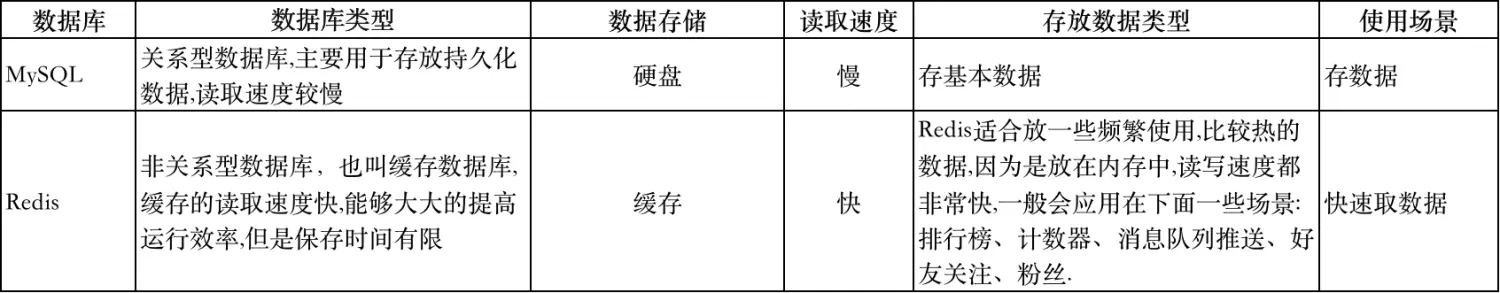 数据库 数据库类型 数据存储 读取速度 存放数据类型 使用场景
MySQL
关系型数据库,主要用于存放持久化
数据,读取速度较慢
硬盘
慢
存基本数据
存数据
Redis
非关系型数据库，也叫缓存数据库,
缓存的读取速度快,能够大大的提高
运行效率,但是保存时间有限
缓存
快
Redis适合放一些频繁使用,比较热的
数据,因为是放在内存中,读写速度都
非常快,一般会应用在下面一些场景:
排行榜、计数器、消息队列推送、好
友关注、粉丝.
快速取数据